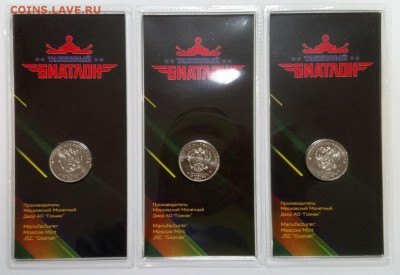 COINS.LAVE.RU
ТАНКОВЫЙ
БИАТЛОН
Производитель:
Московский Монетный
Двор АО "Гознак"
Manufacturer:
Moscow Mint
JSC "Goznak"
ТАНКОВЫЙ
БИАТЛОН
Производитель:
Московский Монетный
Двор АО "Гознак"
Manufacturer:
Moscow Mint
JSC "Goznak"
ТАНКОВЫЙ
БИАТЛОН
Производитель:
Московский Монетный
Двор АО "Гознак"
Manufacturer:
Moscow Mint
JSC "Goznak"